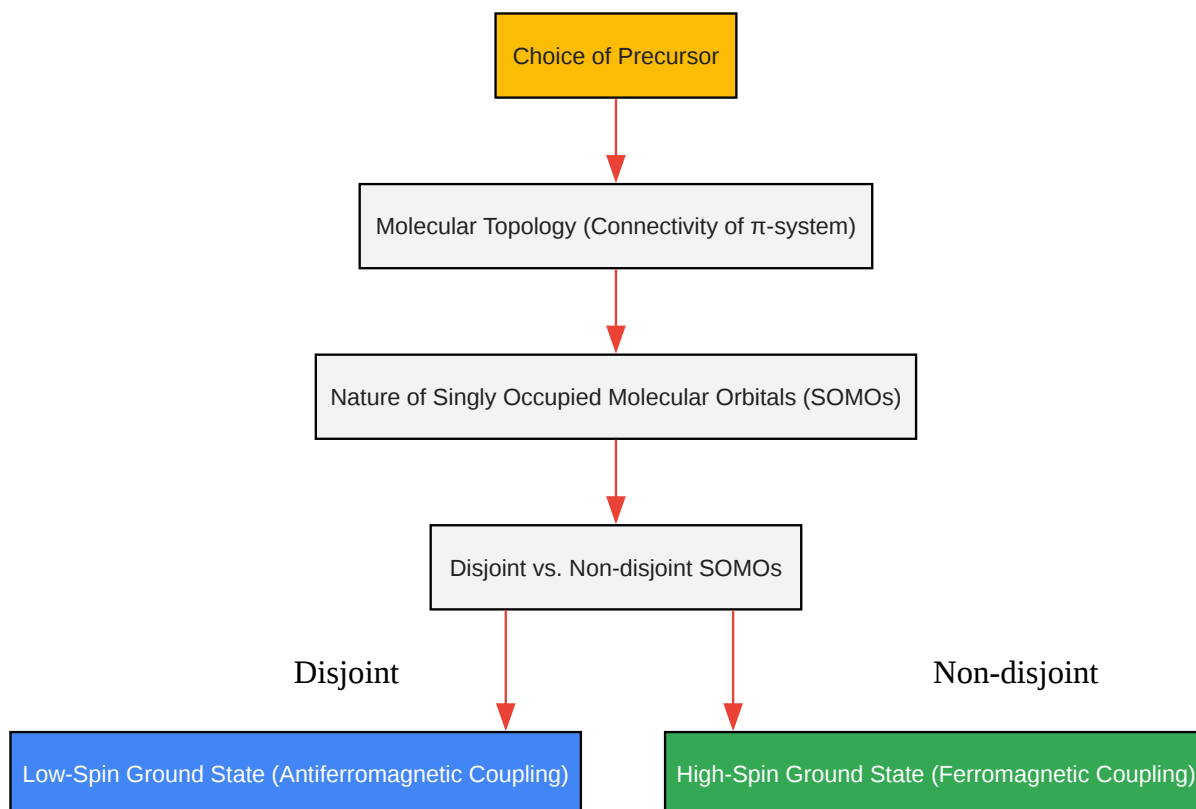 Choice of Precursor
Molecular Topology (Connectivity of π-system)
Nature of Singly Occupied Molecular Orbitals (SOMOs)
Disjoint vs. Non-disjoint SOMOs
Disjoint
Non-disjoint
Low-Spin Ground State (Antiferromagnetic Coupling)
High-Spin Ground State (Ferromagnetic Coupling)